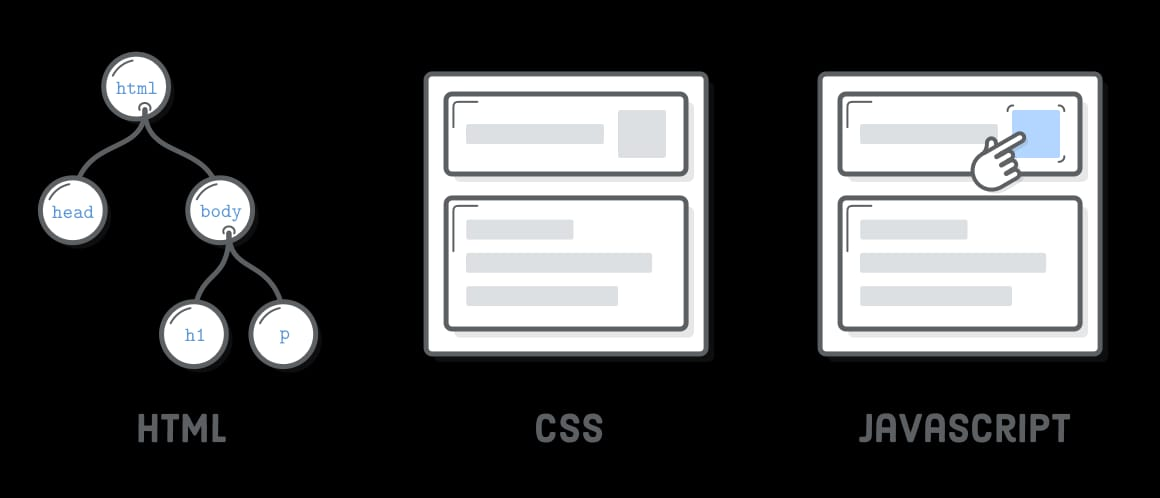 html
head
body
h1
p
HTML
CSS
JAVASCRIPT